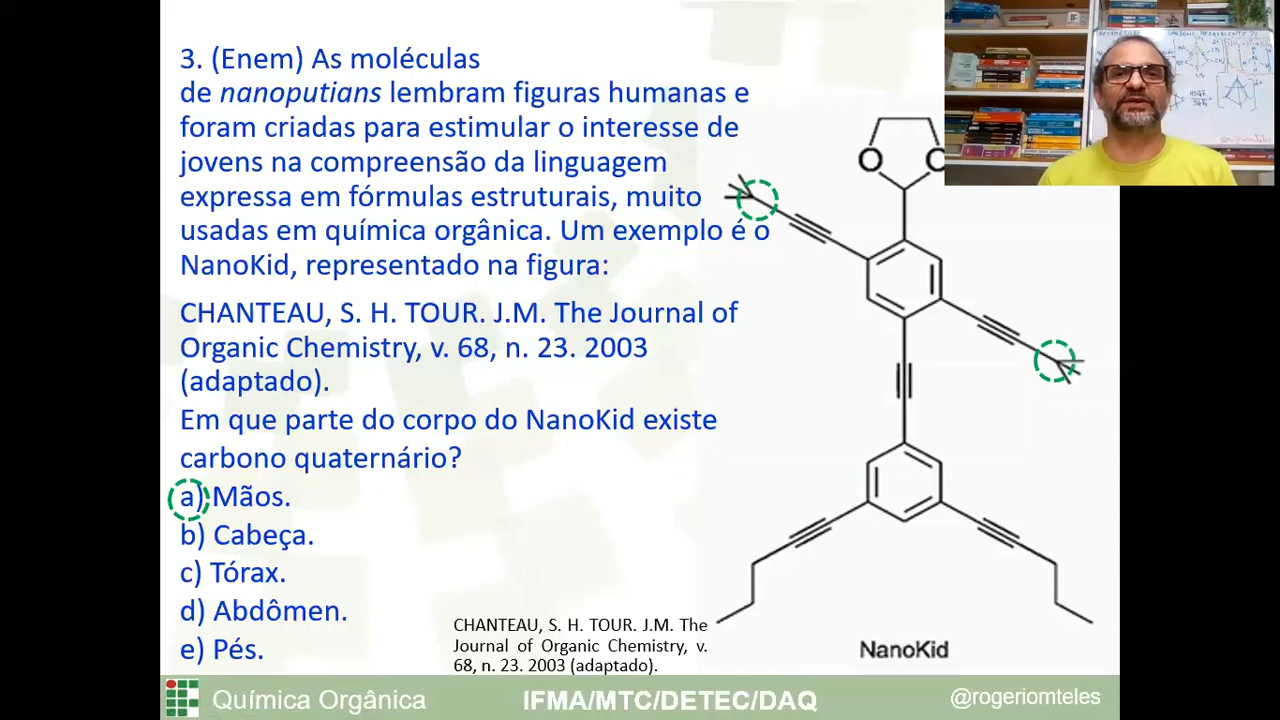 3. (Enem) As moléculas
de nanoputians lembram figuras humanas e
foram criadas para estimular o interesse de
jovens na compreensão da linguagem
expressa em fórmulas estruturais, muito
usadas em química orgânica. Um exemplo é o
NanoKid, representado na figura:
CHANTEAU, S. H. TOUR. J.M. The Journal of
Organic Chemistry, v. 68, n. 23. 2003
(adaptado).
Em que parte do corpo do NanoKid existe
carbono quaternário?
a) Mãos.
b) Cabeça.
c) Tórax.
d) Abdômen.
e) Pés.
CHANTEAU, S. H. TOUR. J.M. The
Journal of Organic Chemistry, v.
68, n. 23. 2003 (adaptado).
O O
NanoKid
Química Orgânica
IFMA/MTC/DETEC/DAQ
@rogeriomteles